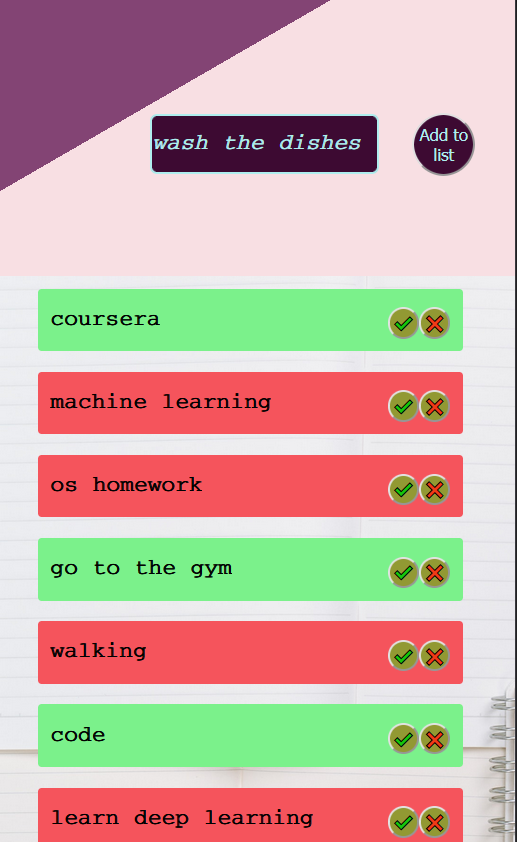 wash the dishes
Add to
list
coursera
machine learning
os homework
go to the gym
walking
code
learn deep learning